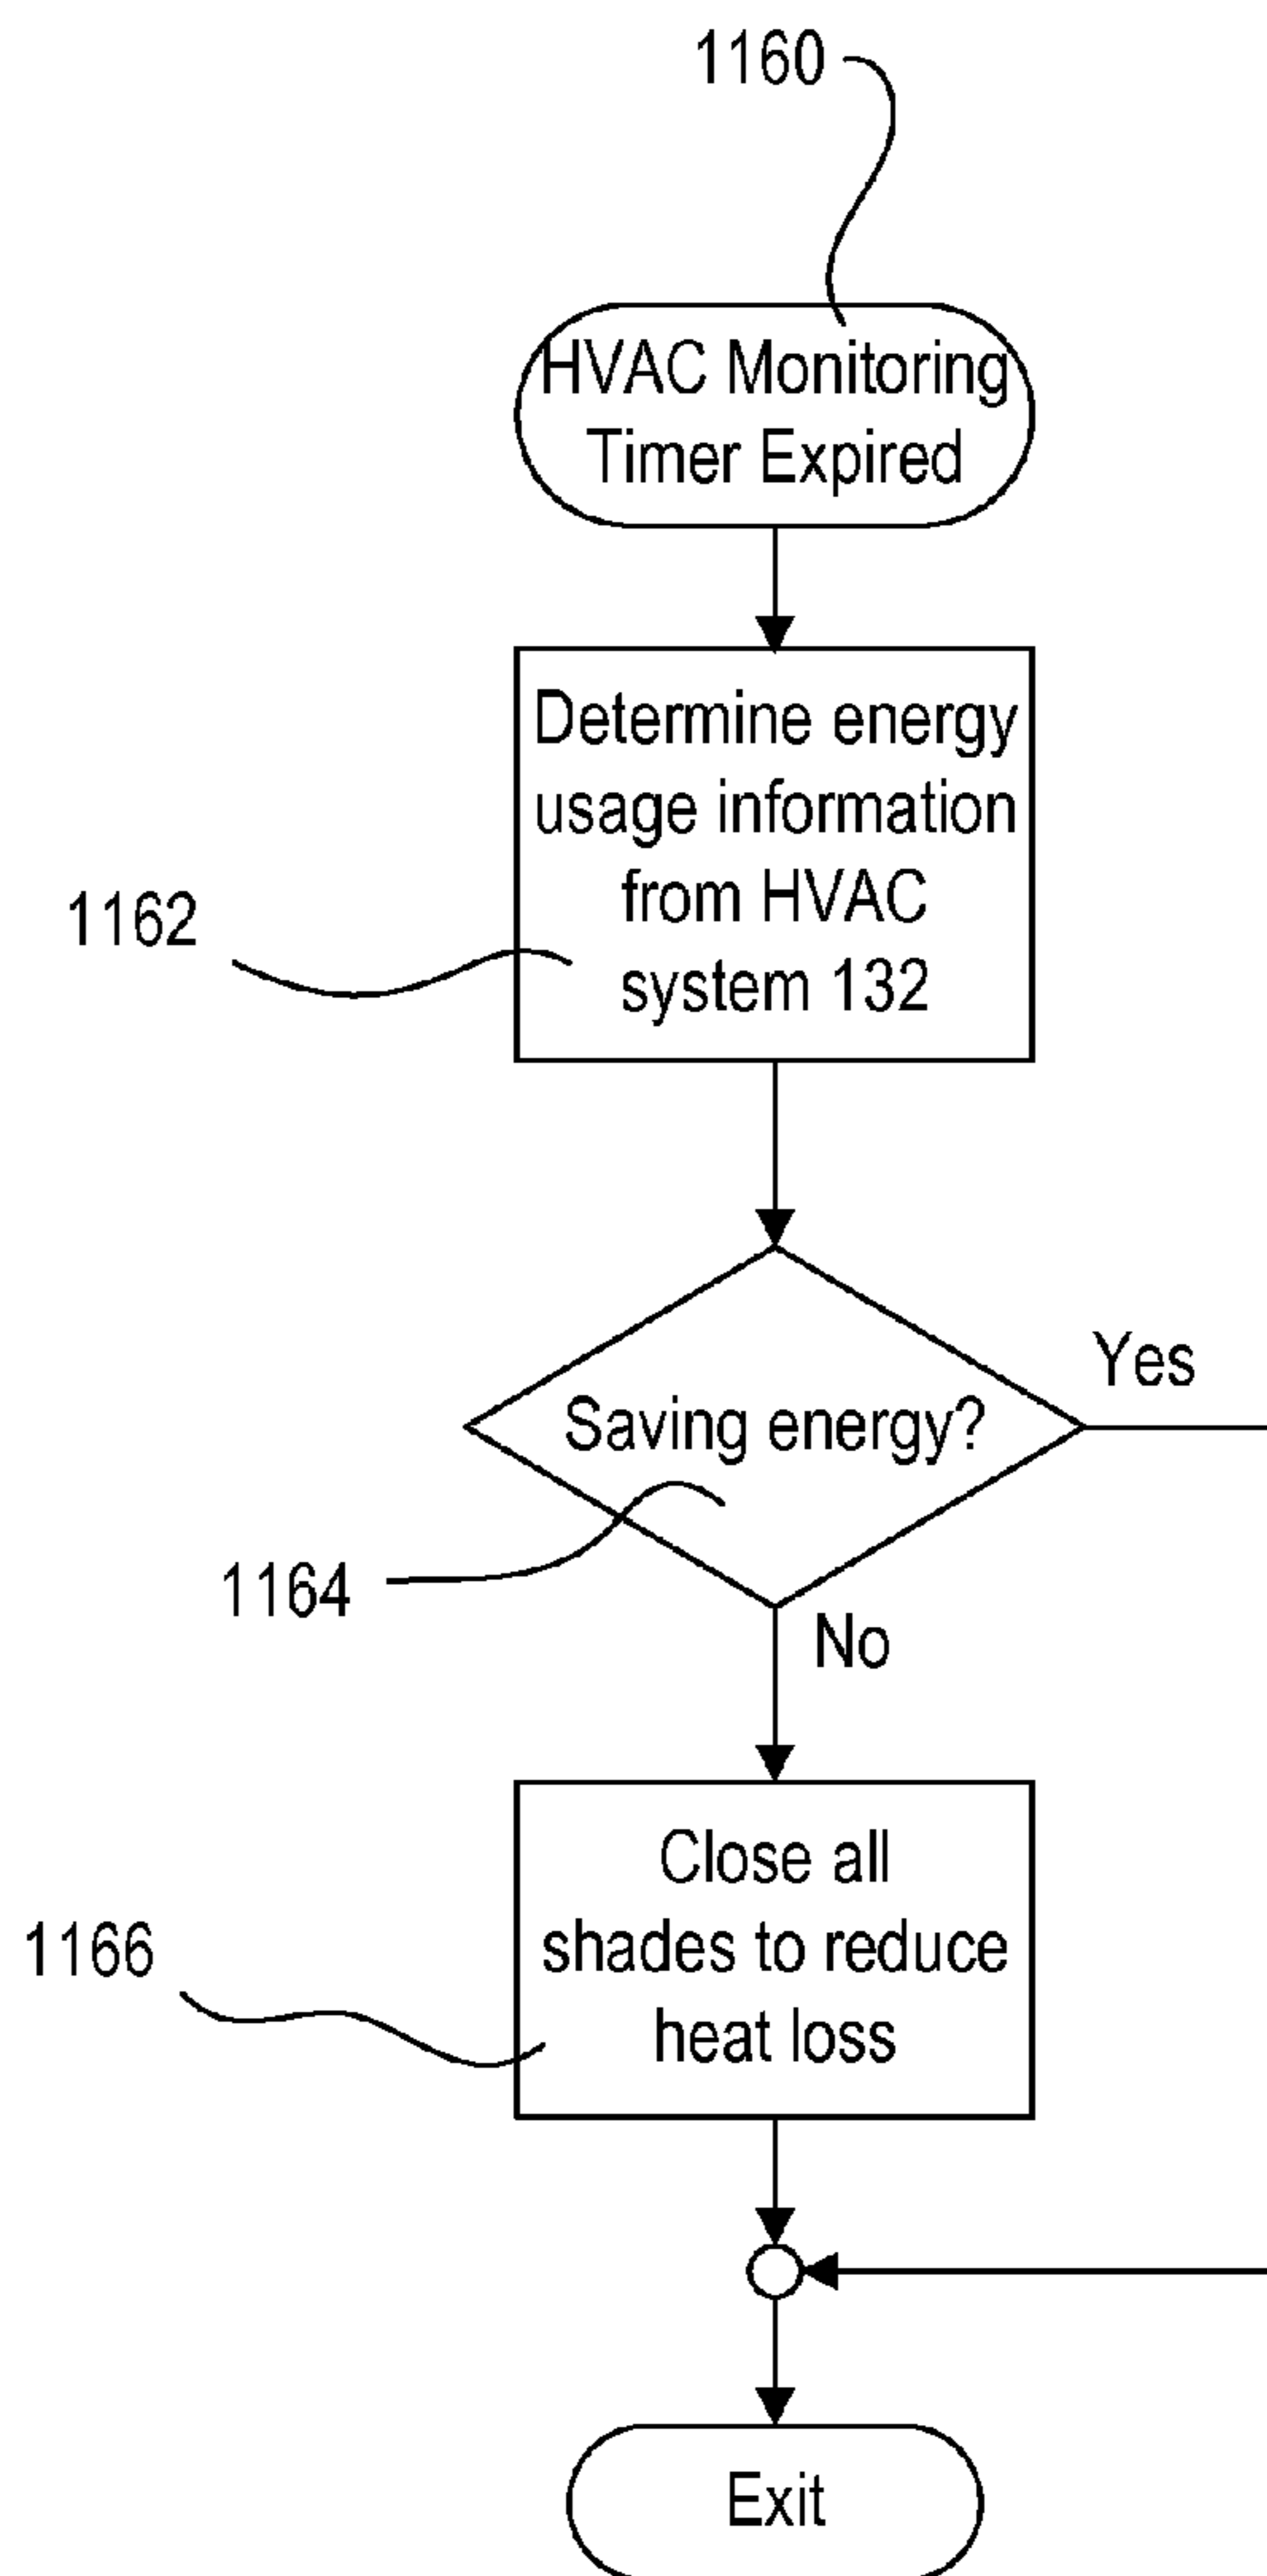 1160
HVAC Monitoring
Timer Expired
Determine energy
usage information
from HVAC
system 132
1162
Yes
Saving energy?
1164
No
Close all
shades to reduce
heat loss
1166
Exit